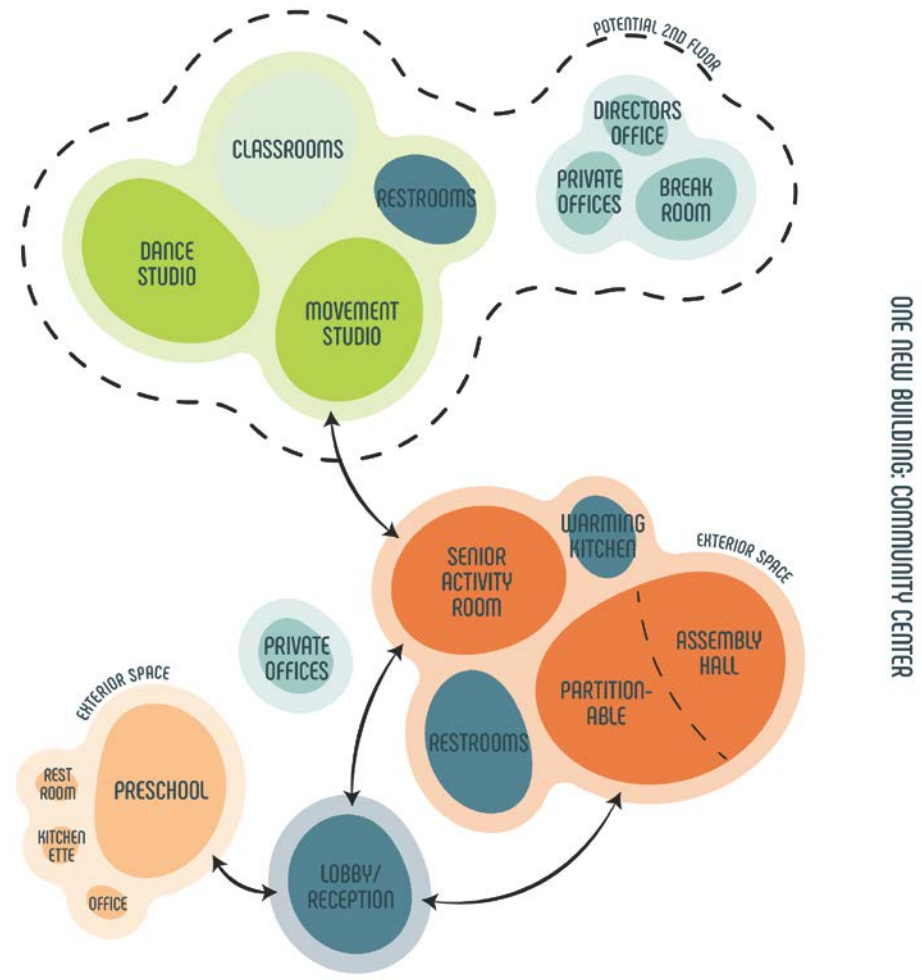 POTENTIAL 2ND FLOOR
DIRECTORS
OFFICE
CLASSROOMS
RESTROOMS
PRIVATE
OFFICES
BREAK
ROOM
DANCE
STUDIO
MOVEMENT
STUDIO
ONE NEW BUILDING: COMMUNITY CENTER
WARMING
KITCHEN
EXTERIOR SPACE
SENIOR
ACTIVITY
ROOM
ASSEMBLY
HALL
PARTITION-
ABLE
PRIVATE
OFFICES
RESTROOMS
EXTERIOR SPACE
REST
ROOM
PRESCHOOL
KITCHEN
ETTE
OFFICE
LOBBY/
RECEPTION